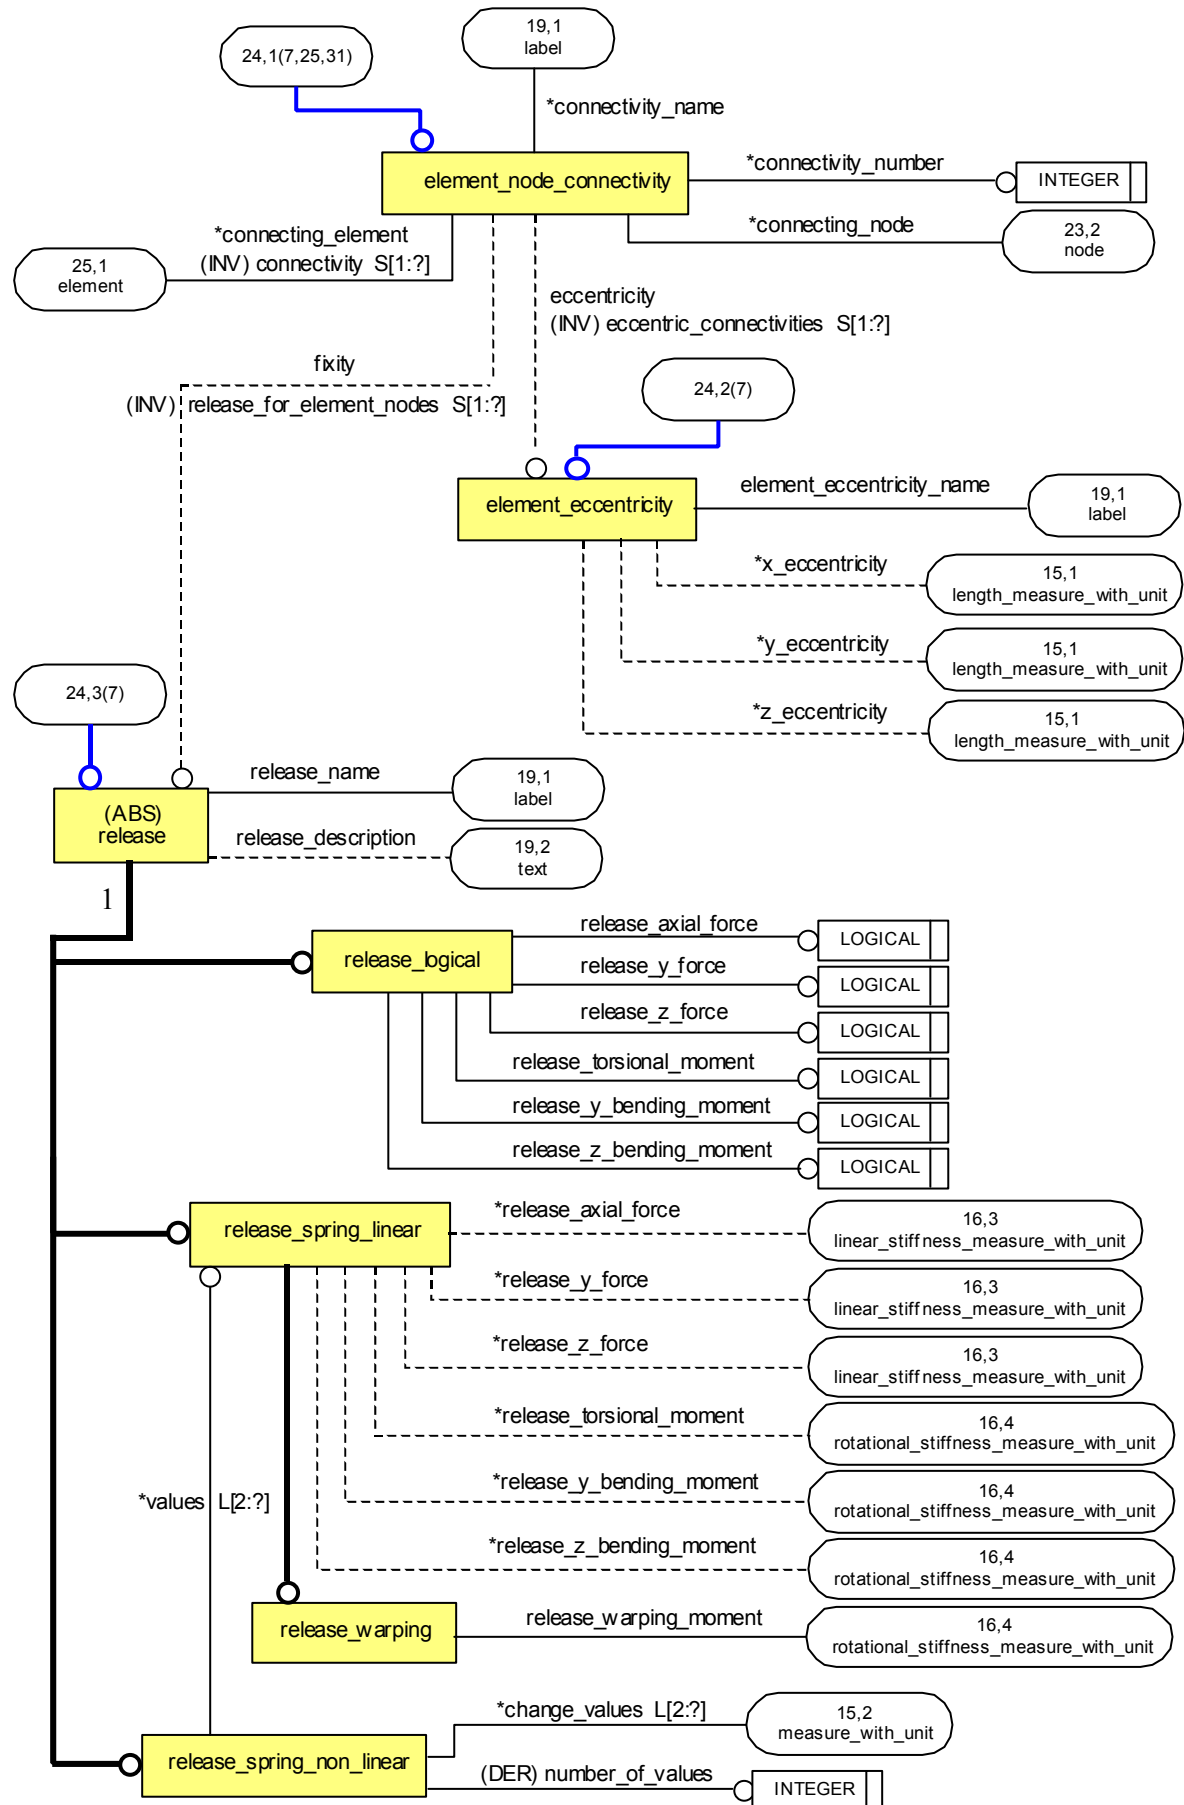 19,1
label
24,1(7,25,31)
*connectivity_name
element_node_connectivity
*connectivity_number
INTEGER
*connecting_element
(INV) connectivity S[1:?]
*connecting_node
23,2
node
25,1
element
eccentricity
(INV) eccentric_connectivities S[1:?]
fixity
(INV) release_for_element_nodes S[1:?]
24,2(7)
element_eccentricity
element_eccentricity_name
19,1
label
*x_eccentricity
15,1
length_measure_with_unit
*y_eccentricity
15,1
length_measure_with_unit
*z_eccentricity
15,1
length_measure_with_unit
24,3(7)
release_name
19,1
label
(ABS)
release
release_description
19,2
text
1
release_logical
release_axial_force
LOGICAL
release_y_force
LOGICAL
release_z_force
LOGICAL
release_torsional_moment
LOGICAL
release_y_bending_moment
LOGICAL
release_z_bending_moment
LOGICAL
release_spring_linear
*release_axial_force
16,3
linear_stiffness_measure_with_unit
*release_y_force
16,3
linear_stiffness_measure_with_unit
*release_z_force
16,3
linear_stiffness_measure_with_unit
*release_torsional_moment
16,4
rotational_stiffness_measure_with_unit
*release_y_bending_moment
16,4
rotational_stiffness_measure_with_unit
*values L[2:?]
*release_z_bending_moment
16,4
rotational_stiffness_measure_with_unit
release_warping
release_warping_moment
16,4
rotational_stiffness_measure_with_unit
*change_values L[2:?]
15,2
measure_with_unit
release_spring_non_linear
(DER) number_of_values
INTEGER